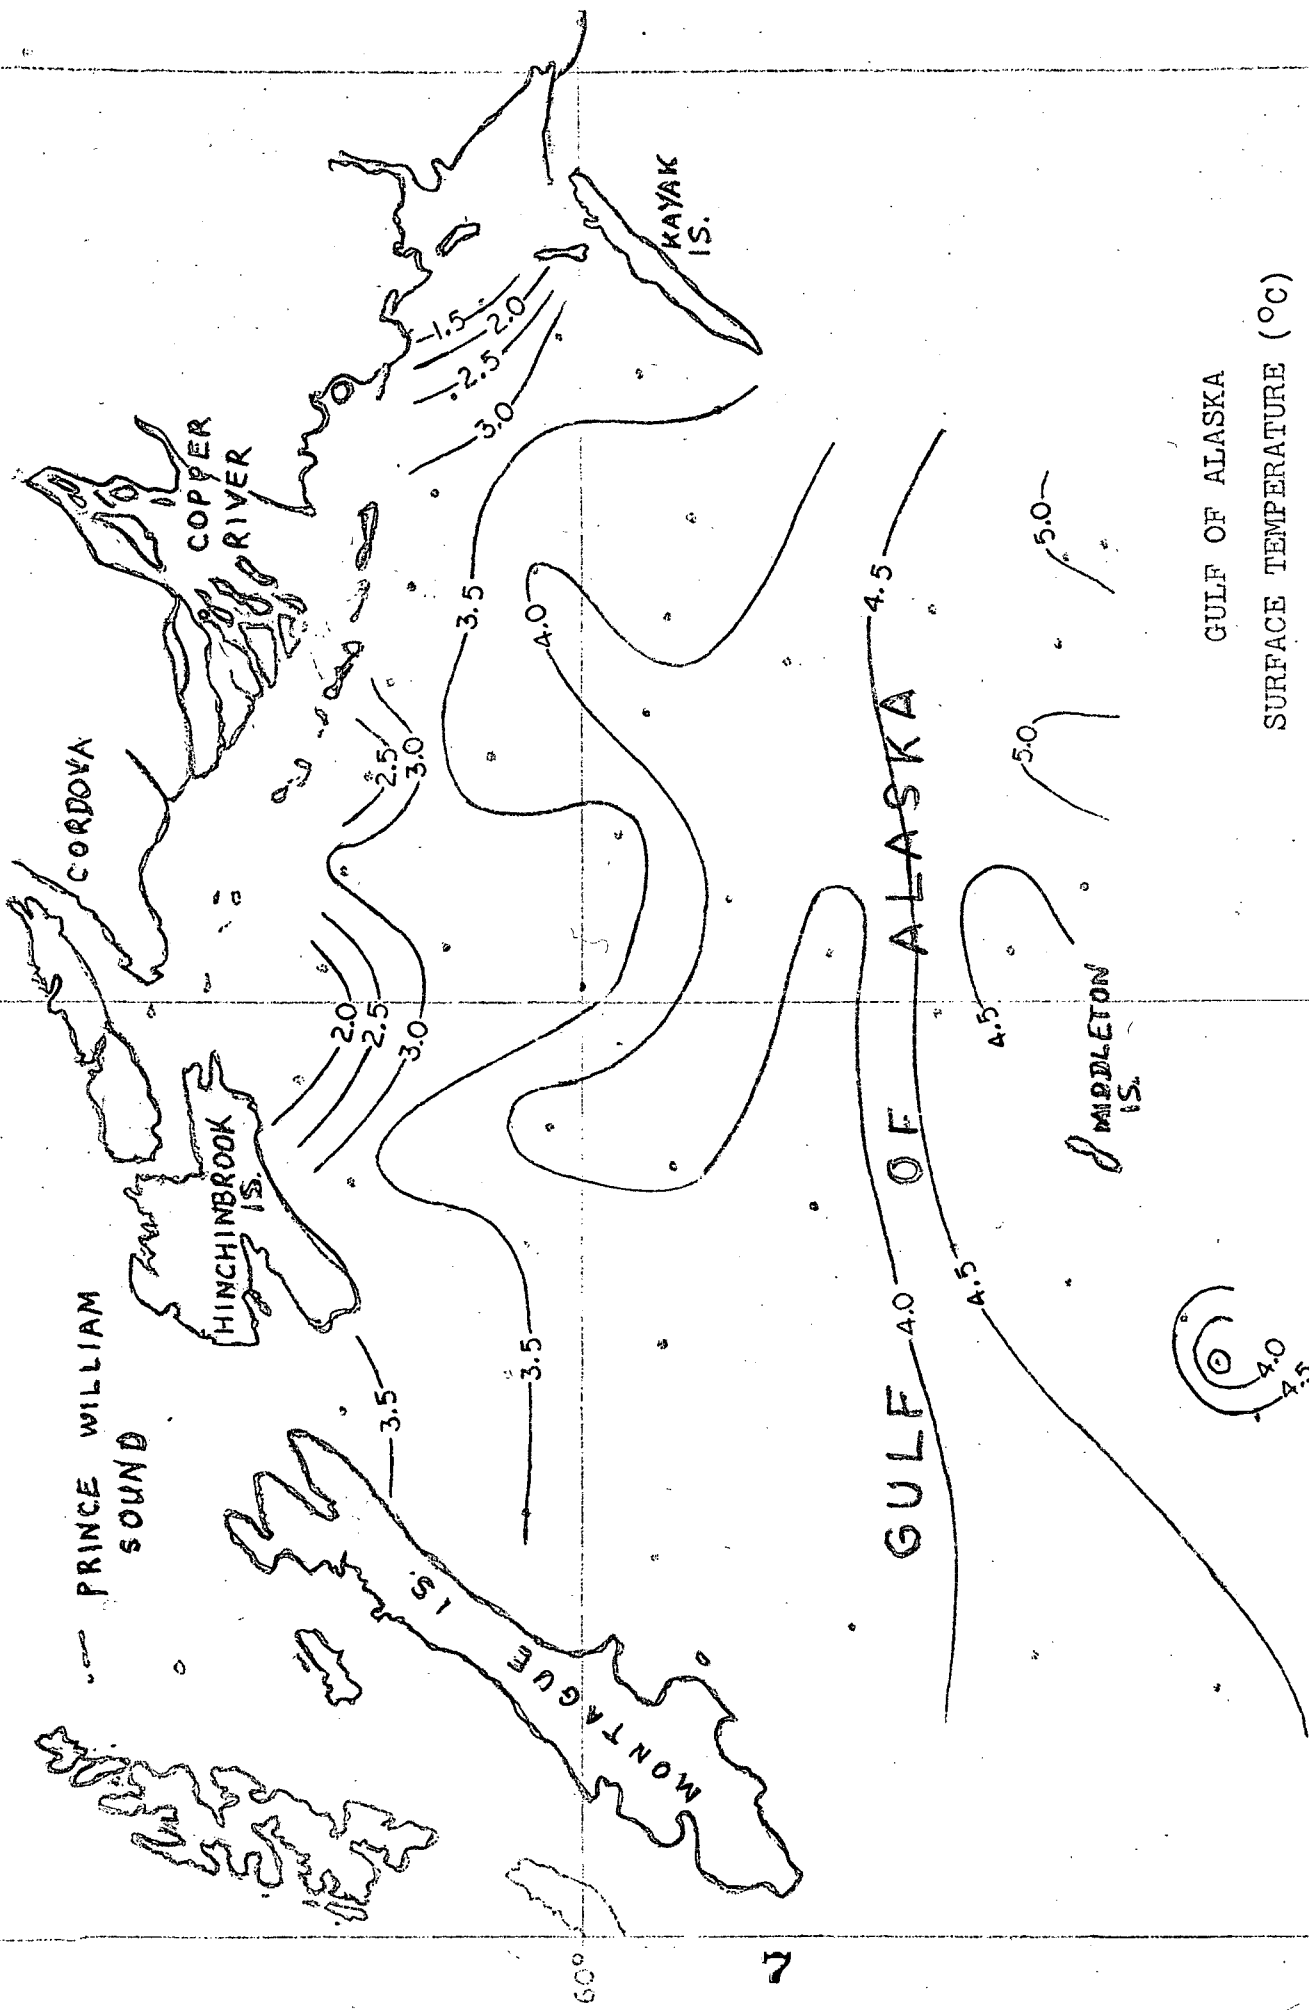 PRINCE WILLIAM
SOUND
CORDOVA
COPPER
RIVER
HINCHINBROOK
IS.
KAYAK
IS.
MONTAGUE IS.
MIDDLETON
IS.
GULF OF ALASKA
1.5
2.0
2.5
3.0
2.5
3.0
2.0
2.5
3.0
3.5
4.0
3.5
3.5
4.5
4.0
4.5
4.5
5.0
5.0
4.0
4.5
60°
GULF OF ALASKA
SURFACE TEMPERATURE (°C)
7